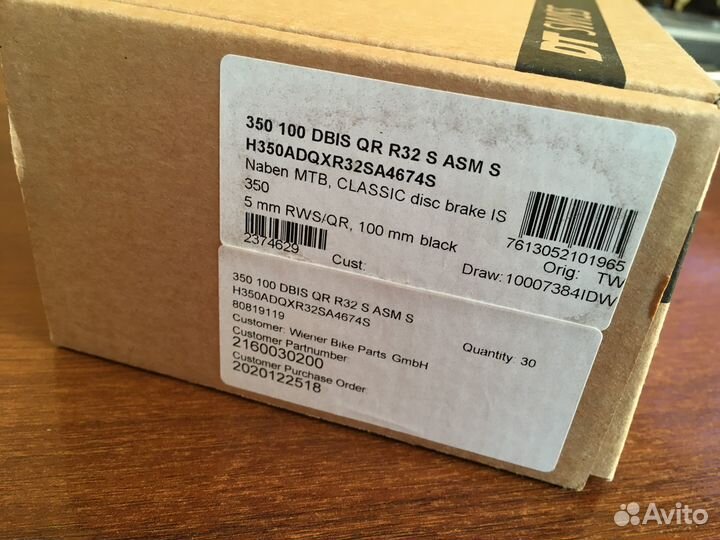 DT SWISS
350 100 DBIS QR R32 S ASM S
H350ADQXR32SA4674S
Naben MTB, CLASSIC disc brake IS
350
5 mm RWS/QR, 100 mm black
7613052101965
2374629
Orig: TW
Cust:
Draw: 10007384IDW
350 100 DBIS QR R32 S ASM S
H350ADQXR32SA4674S
80819119
Quantity: 30
Customer: Wiener Bike Parts GmbH
Customer Partnumber
2160030200
Customer Purchase Order:
2020122518
Avito